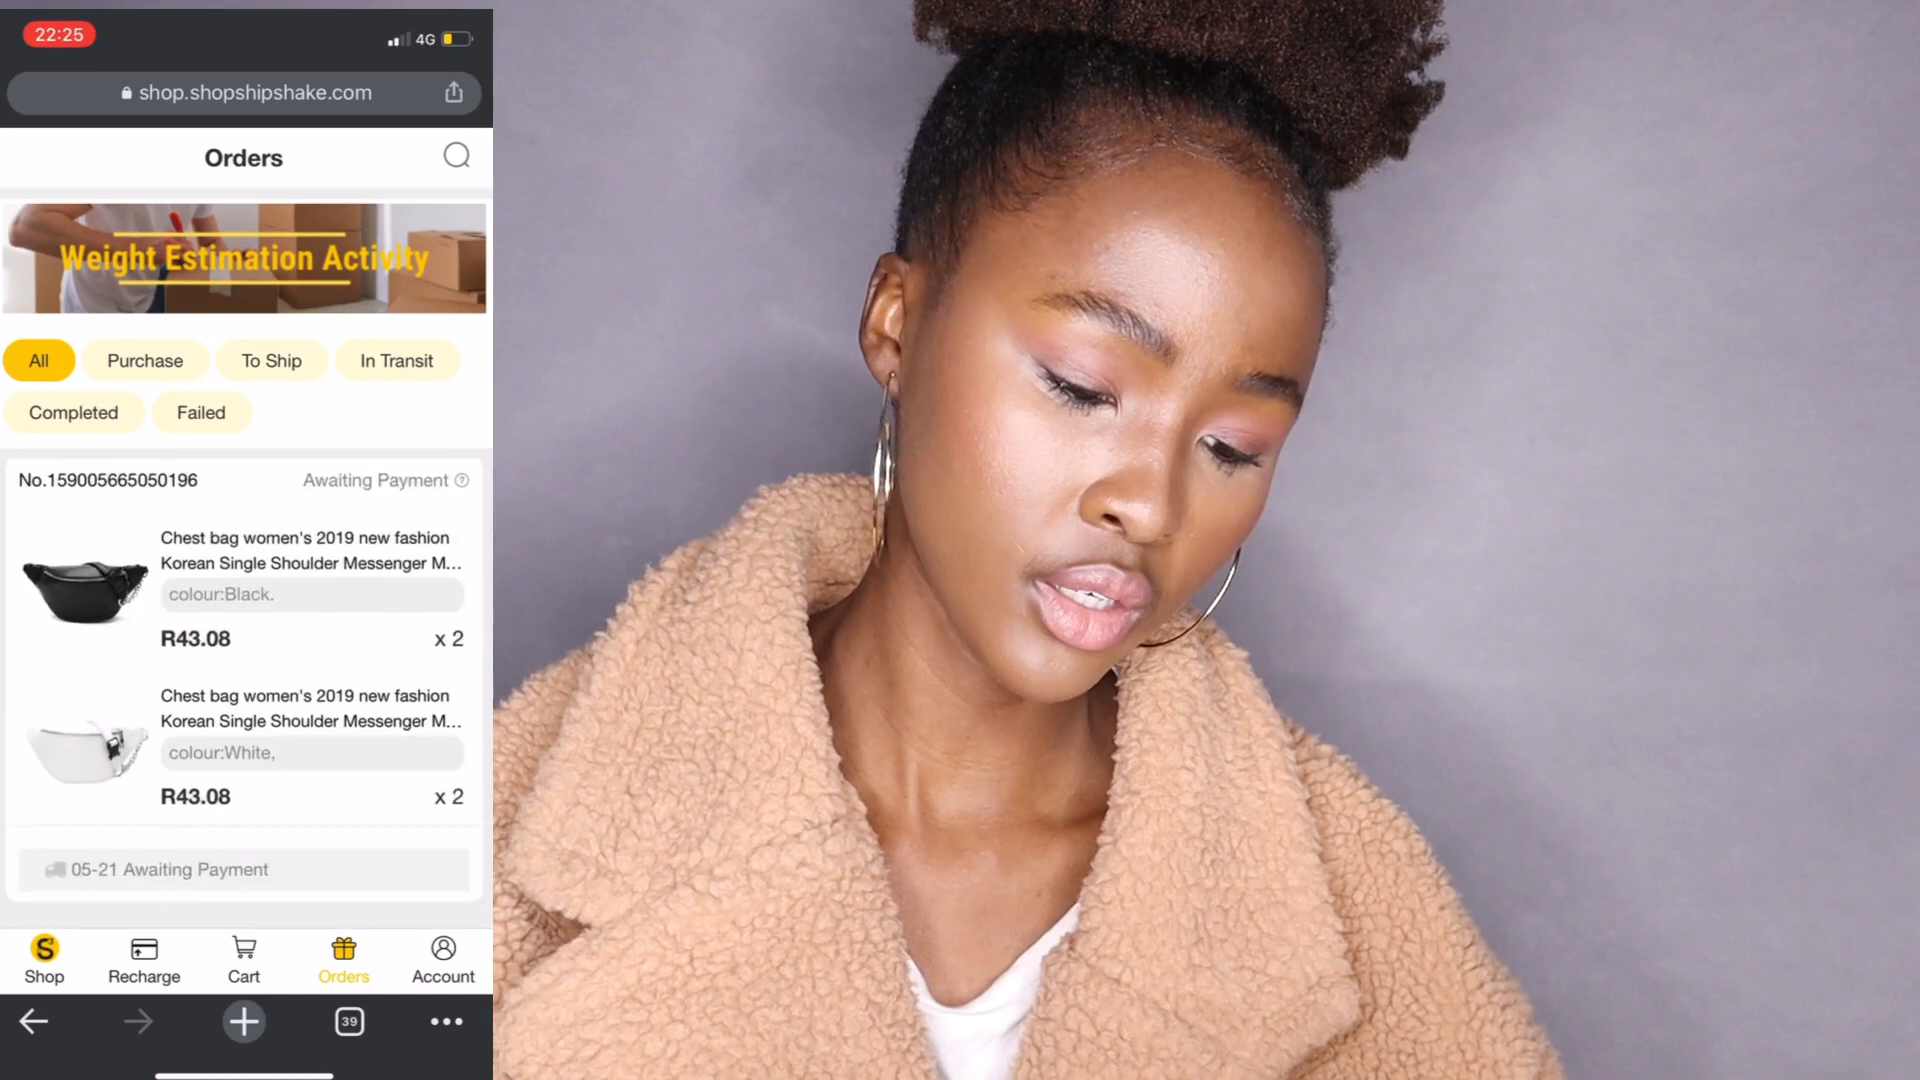 22:25
4G
shop.shopshipshake.com
Orders
Weight Estimation Activity
All
Purchase
To Ship
In Transit
Completed
Failed
No.159005665050196
Awaiting Payment
Chest bag women's 2019 new fashion
Korean Single Shoulder Messenger M...
colour:Black.
R43.08
x 2
Chest bag women's 2019 new fashion
Korean Single Shoulder Messenger M...
colour:White,
R43.08
x 2
05-21 Awaiting Payment
S
Shop
Recharge
Cart
Orders
Account
39